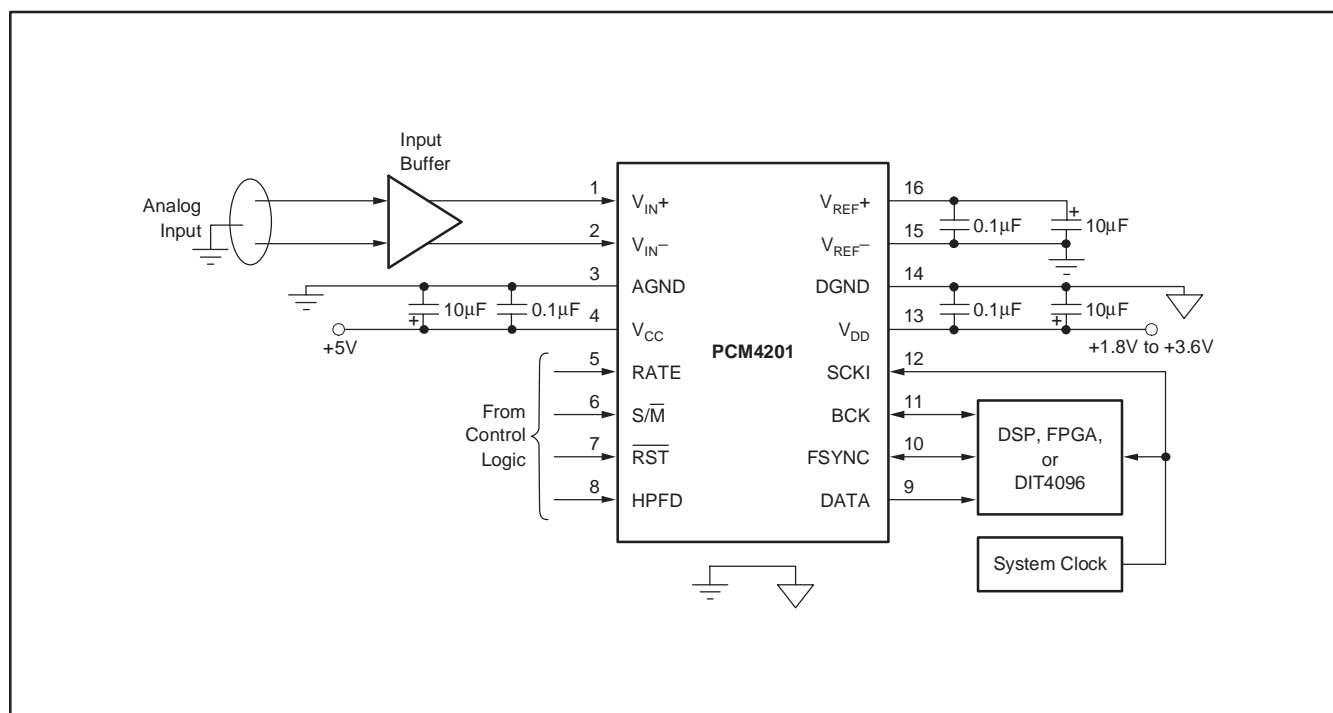 Input
Buffer
Analog
Input
1
2
3
4
5
6
7
8
10µF
0.1µF
+
+5V
From
Control
Logic
V_IN+
V_IN−
AGND
V_CC
RATE
S/M̅
R̅S̅T̅
HPFD
PCM4201
V_REF+
V_REF−
DGND
V_DD
SCKI
BCK
FSYNC
DATA
16
15
14
13
12
11
10
9
0.1µF
+
10µF
0.1µF
+
10µF
+1.8V to +3.6V
DSP, FPGA,
or
DIT4096
System Clock